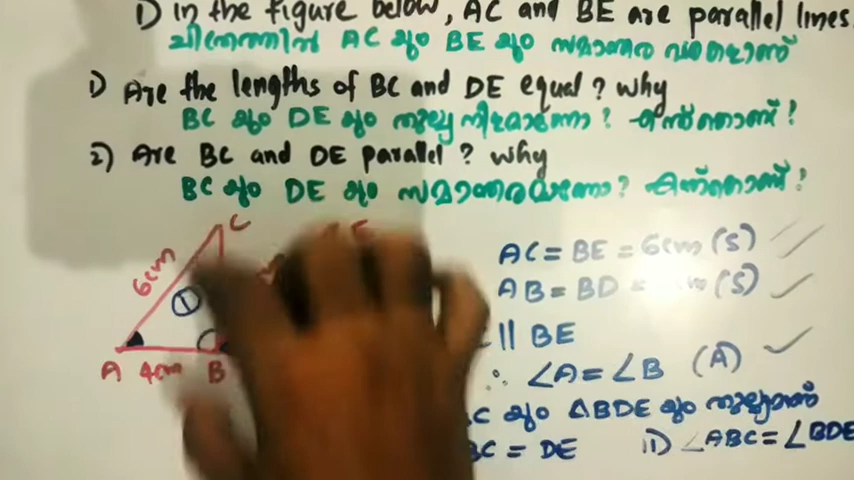 1) In the figure below, AC and BE are parallel lines.
ചിത്രത്തിൽ AC യും BE യും സമാന്തര വരയാണ്
1) Are the lengths of BC and DE equal? Why
BC യും DE യും തുല്യ നീളമാണോ? എന്ത്കൊണ്ട്?
2) Are BC and DE parallel? why
BC യും DE യും സമാന്തരമാണോ? എന്ത്കൊണ്ട്?
C
6cm
1
A 4cm B
AC = BE = 6cm (S)
AB = BD = (S)
|| BE
∴ ∠A = ∠B (A)
യും ΔBDE യും തുല്യമാണ്
BC = DE ii) ∠ABC = ∠BDE